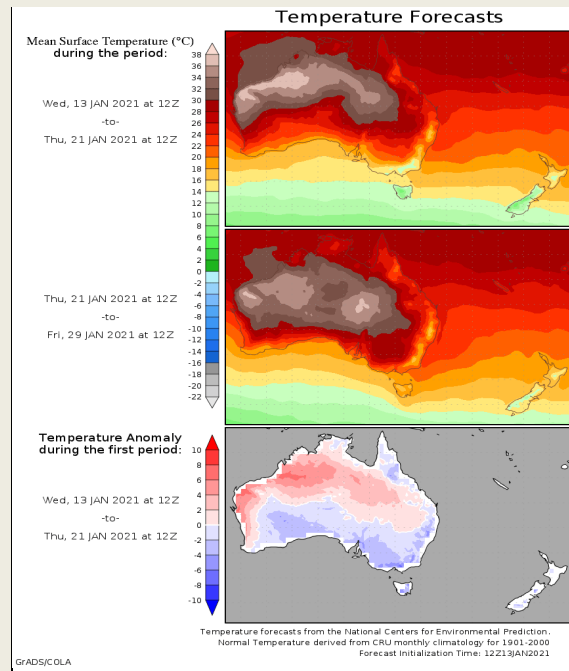 Temperature Forecasts
Mean Surface Temperature (°C)
during the period:
Wed, 13 JAN 2021 at 12Z
-to-
Thu, 21 JAN 2021 at 12Z
38
36
34
32
30
28
26
24
22
20
18
16
14
12
10
8
6
4
2
0
-2
-4
-6
-8
-10
-12
-14
-16
-18
-20
-22
Thu, 21 JAN 2021 at 12Z
-to-
Fri, 29 JAN 2021 at 12Z
Temperature Anomaly
during the first period:
Wed, 13 JAN 2021 at 12Z
-to-
Thu, 21 JAN 2021 at 12Z
10
8
6
4
2
0
-2
-4
-6
-8
-10
Temperature forecasts from the National Centers for Environmental Prediction.
Normal Temperature derived from CRU monthly climatology for 1901-2000
Forecast Initialization Time: 12Z13JAN2021
GrADS/COLA